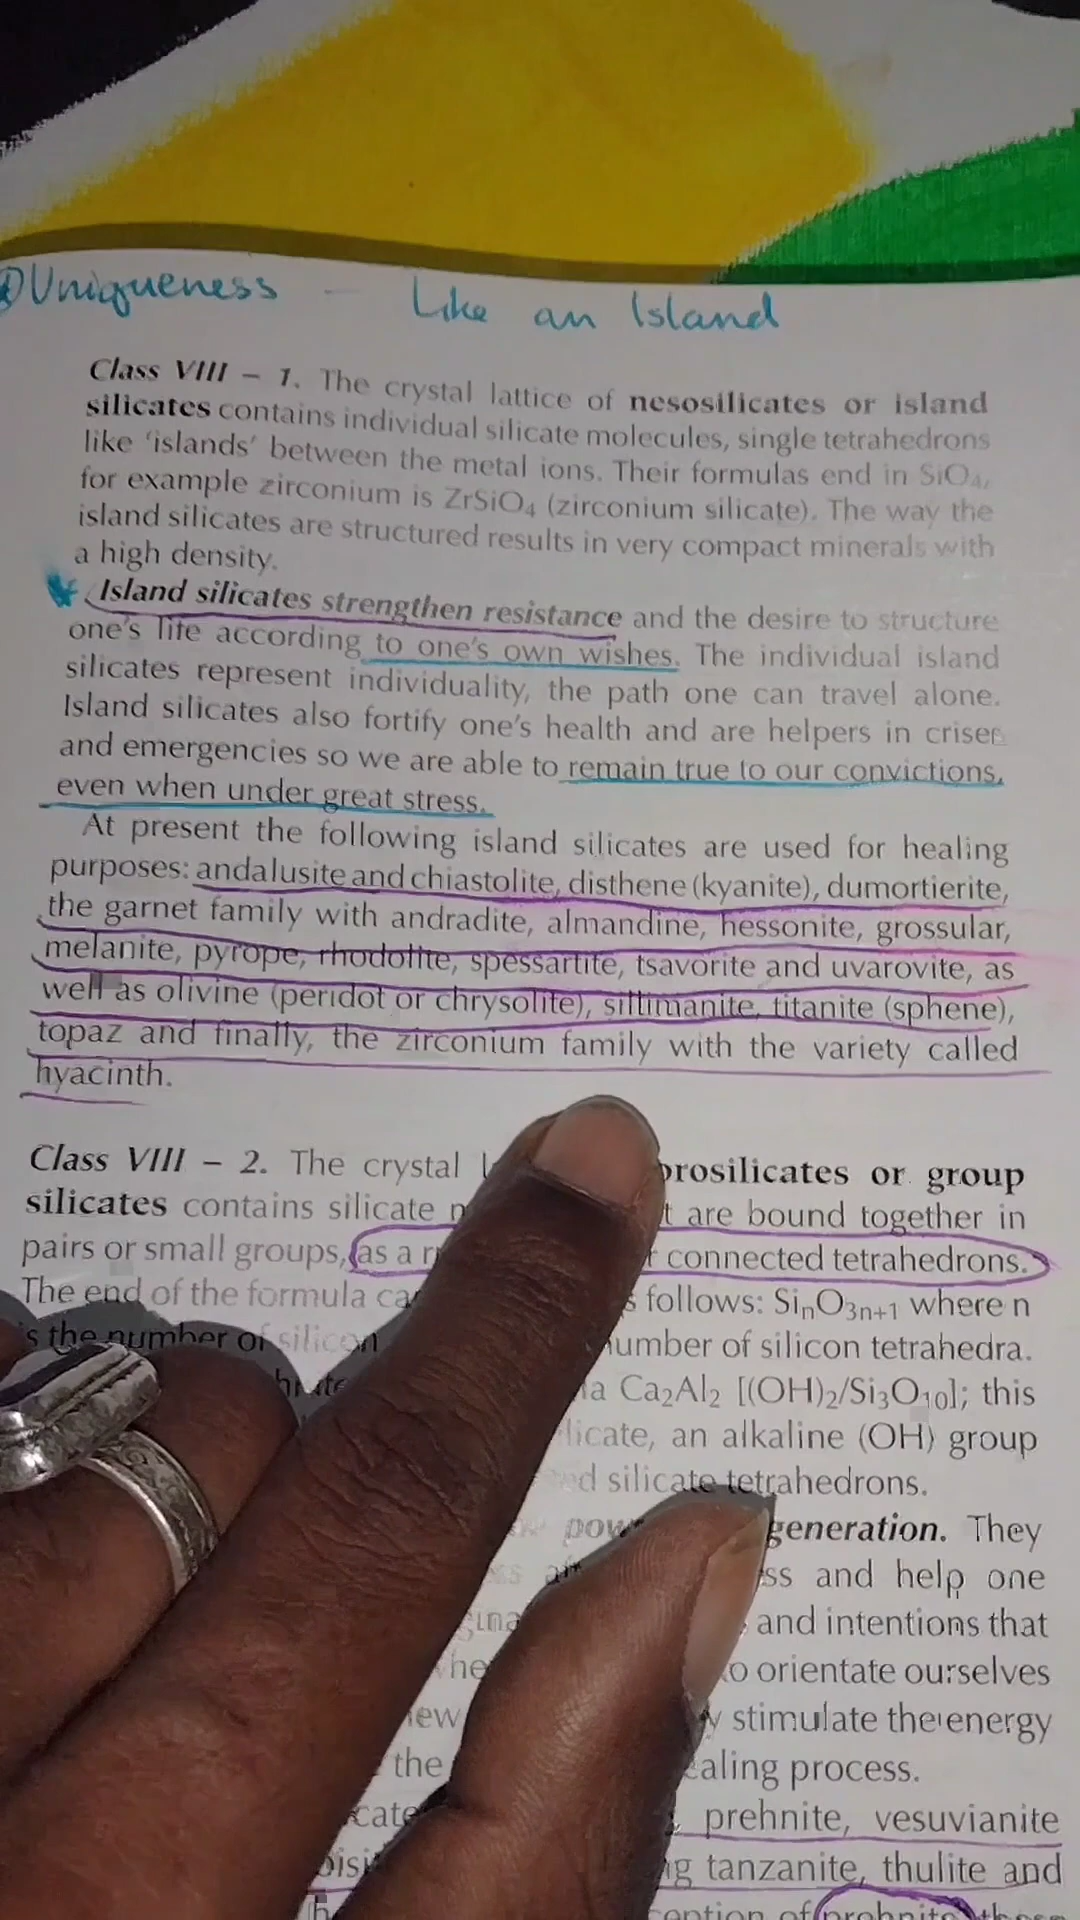 Uniqueness - Like an Island
Class VIII – 1. The crystal lattice of nesosilicates or island
silicates contains individual silicate molecules, single tetrahedrons
like ‘islands’ between the metal ions. Their formulas end in SiO₄,
for example zirconium is ZrSiO₄ (zirconium silicate). The way the
island silicates are structured results in very compact minerals with
a high density.
Island silicates strengthen resistance and the desire to structure
one’s life according to one’s own wishes. The individual island
silicates represent individuality, the path one can travel alone.
Island silicates also fortify one’s health and are helpers in crises
and emergencies so we are able to remain true to our convictions,
even when under great stress.
At present the following island silicates are used for healing
purposes: andalusite and chiastolite, disthene (kyanite), dumortierite,
the garnet family with andradite, almandine, hessonite, grossular,
melanite, pyrope, rhodolite, spessartite, tsavorite and uvarovite, as
well as olivine (peridot or chrysolite), sillimanite, titanite (sphene),
topaz and finally, the zirconium family with the variety called
hyacinth.
Class VIII – 2. The crystal prosilicates or group
silicates contains silicate are bound together in
pairs or small groups, as a connected tetrahedrons.
The end of the formula follows: SiₙO₃ₙ₊₁ where n
is the number of silicon number of silicon tetrahedra.
Ca₂Al₂ [(OH)₂/Si₃O₁₀]; this
an alkaline (OH) group
silicate tetrahedrons.
generation. They
and help one
and intentions that
orientate ourselves
stimulate the energy
the healing process.
prehnite, vesuvianite
tanzanite, thulite and
of prehnite